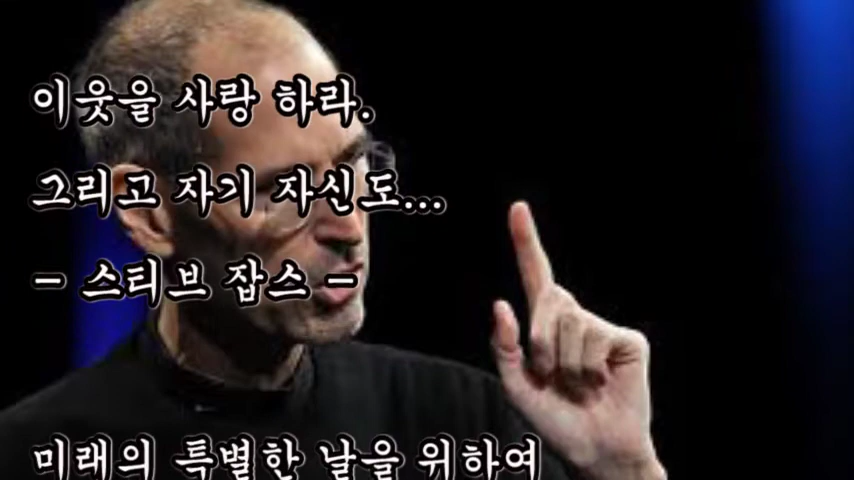 이웃을 사랑 하라.
그리고 자기 자신도...
- 스티브 잡스 -
미래의 특별한 날을 위하여